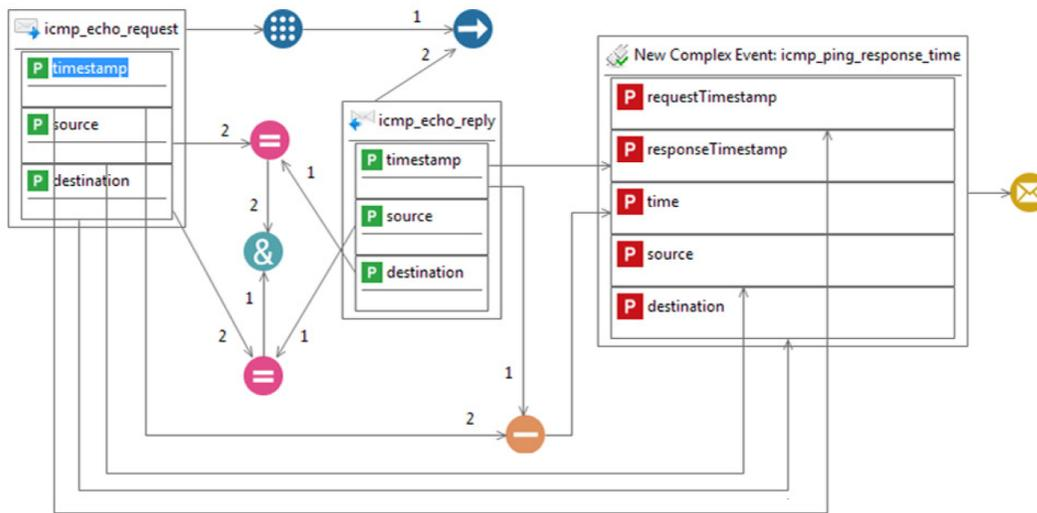 icmp_echo_request
P timestamp
P source
P destination
1
2
2
1
2
&
1
2
1
icmp_echo_reply
P timestamp
P source
P destination
1
2
New Complex Event: icmp_ping_response_time
P requestTimestamp
P responseTimestamp
P time
P source
P destination